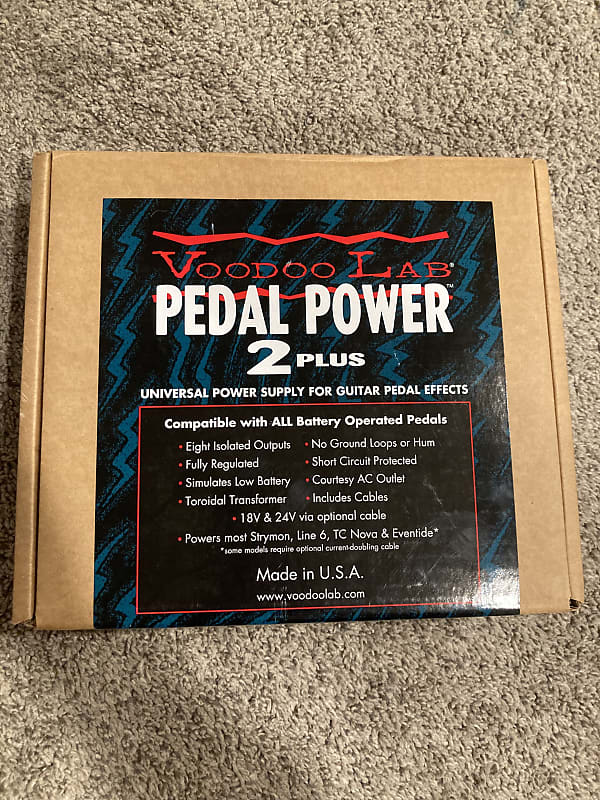 VOODOO LAB®
PEDAL POWER™
2 PLUS
UNIVERSAL POWER SUPPLY FOR GUITAR PEDAL EFFECTS
Compatible with ALL Battery Operated Pedals
• Eight Isolated Outputs • No Ground Loops or Hum
• Fully Regulated • Short Circuit Protected
• Simulates Low Battery • Courtesy AC Outlet
• Toroidal Transformer • Includes Cables
• 18V & 24V via optional cable
• Powers most Strymon, Line 6, TC Nova & Eventide*
*some models require optional current-doubling cable
Made in U.S.A.
www.voodoolab.com